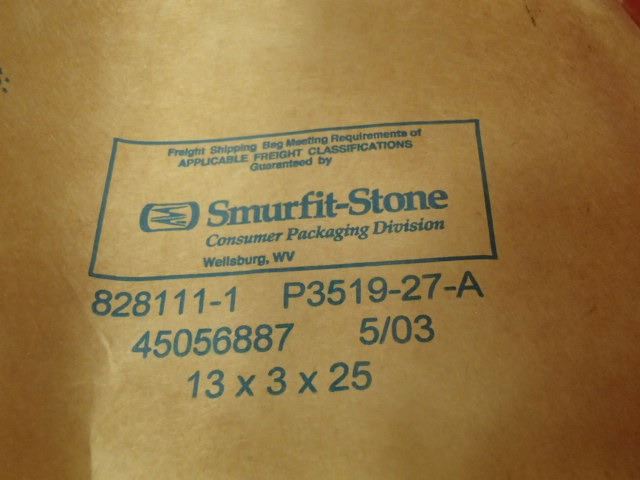 Freight Shipping Bag Meeting Requirements of
APPLICABLE FREIGHT CLASSIFICATIONS
Guaranteed by
Smurfit-Stone
Consumer Packaging Division
Wellsburg, WV
828111-1 P3519-27-A
45056887 5/03
13 x 3 x 25